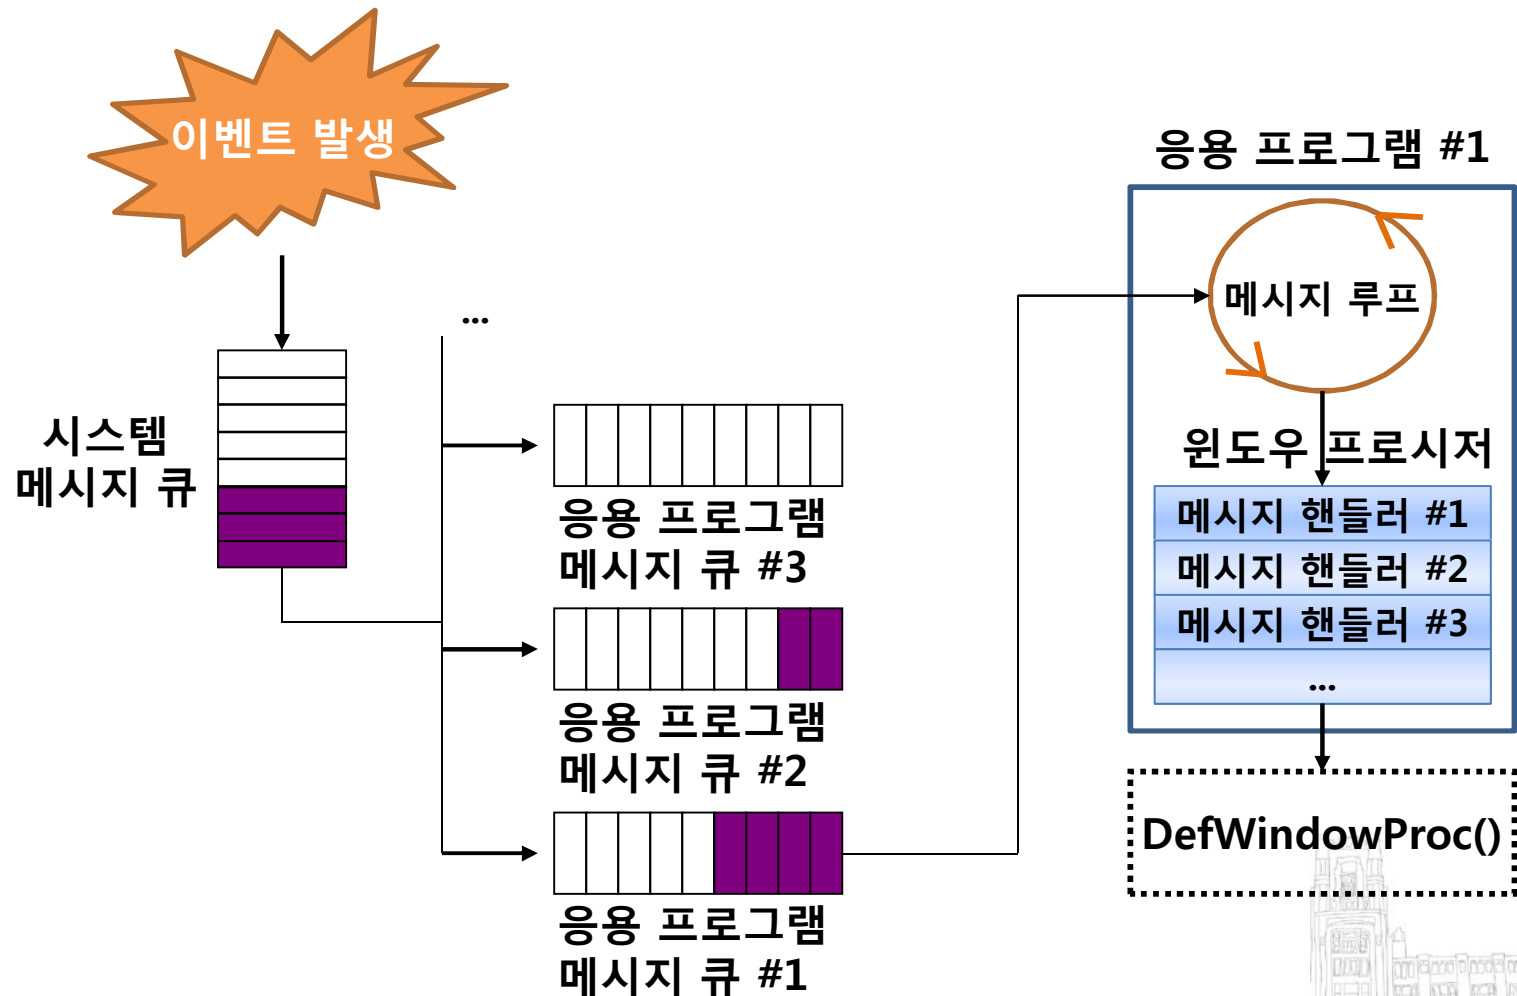 이벤트 발생
...
시스템
메시지 큐
응용 프로그램
메시지 큐 #3
응용 프로그램
메시지 큐 #2
응용 프로그램
메시지 큐 #1
응용 프로그램 #1
메시지 루프
윈도우 프로시저
메시지 핸들러 #1
메시지 핸들러 #2
메시지 핸들러 #3
...
DefWindowProc()